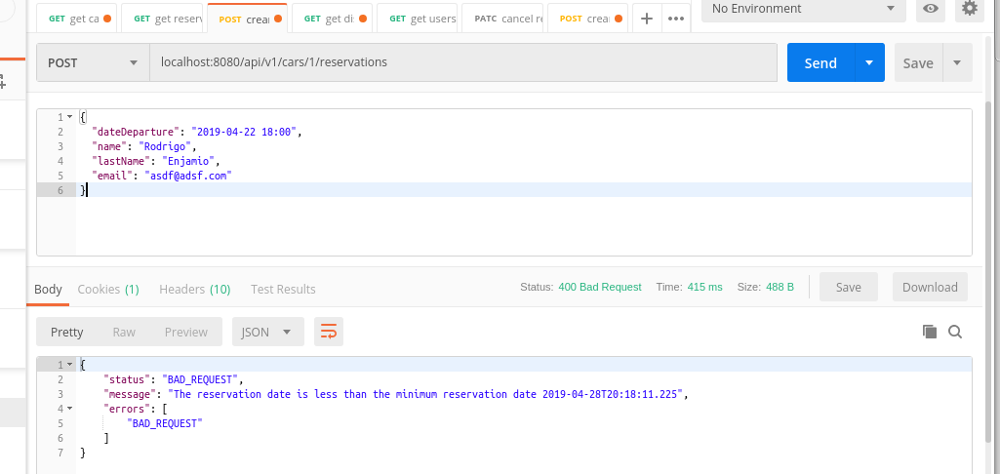 GET get ca
GET reserv
POST crear
GET get di
GET get users
PATC cancel re
POST crea
No Environment
POST
localhost:8080/api/v1/cars/1/reservations
Send
Save
1 {
2 "dateDeparture": "2019-04-22 18:00",
3 "name": "Rodrigo",
4 "lastName": "Enjamio",
5 "email": "asdf@adsf.com"
6 }
Body
Cookies (1)
Headers (10)
Test Results
Status: 400 Bad Request
Time: 415 ms
Size: 488 B
Save
Download
Pretty
Raw
Preview
JSON
1 {
2 "status": "BAD_REQUEST",
3 "message": "The reservation date is less than the minimum reservation date 2019-04-28T20:18:11.225",
4 "errors": [
5 "BAD_REQUEST"
6 ]
7 }